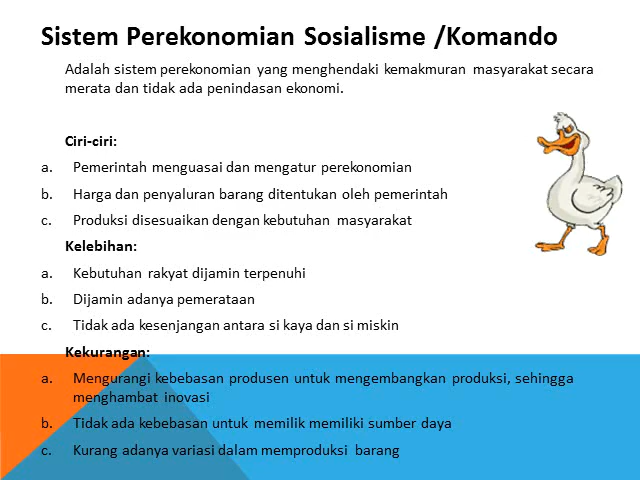 Sistem Perekonomian Sosialisme /Komando
Adalah sistem perekonomian yang menghendaki kemakmuran masyarakat secara
merata dan tidak ada penindasan ekonomi.
Ciri-ciri:
a. Pemerintah menguasai dan mengatur perekonomian
b. Harga dan penyaluran barang ditentukan oleh pemerintah
c. Produksi disesuaikan dengan kebutuhan masyarakat
Kelebihan:
a. Kebutuhan rakyat dijamin terpenuhi
b. Dijamin adanya pemerataan
c. Tidak ada kesenjangan antara si kaya dan si miskin
Kekurangan:
a. Mengurangi kebebasan produsen untuk mengembangkan produksi, sehingga
menghambat inovasi
b. Tidak ada kebebasan untuk memilik memiliki sumber daya
c. Kurang adanya variasi dalam memproduksi barang